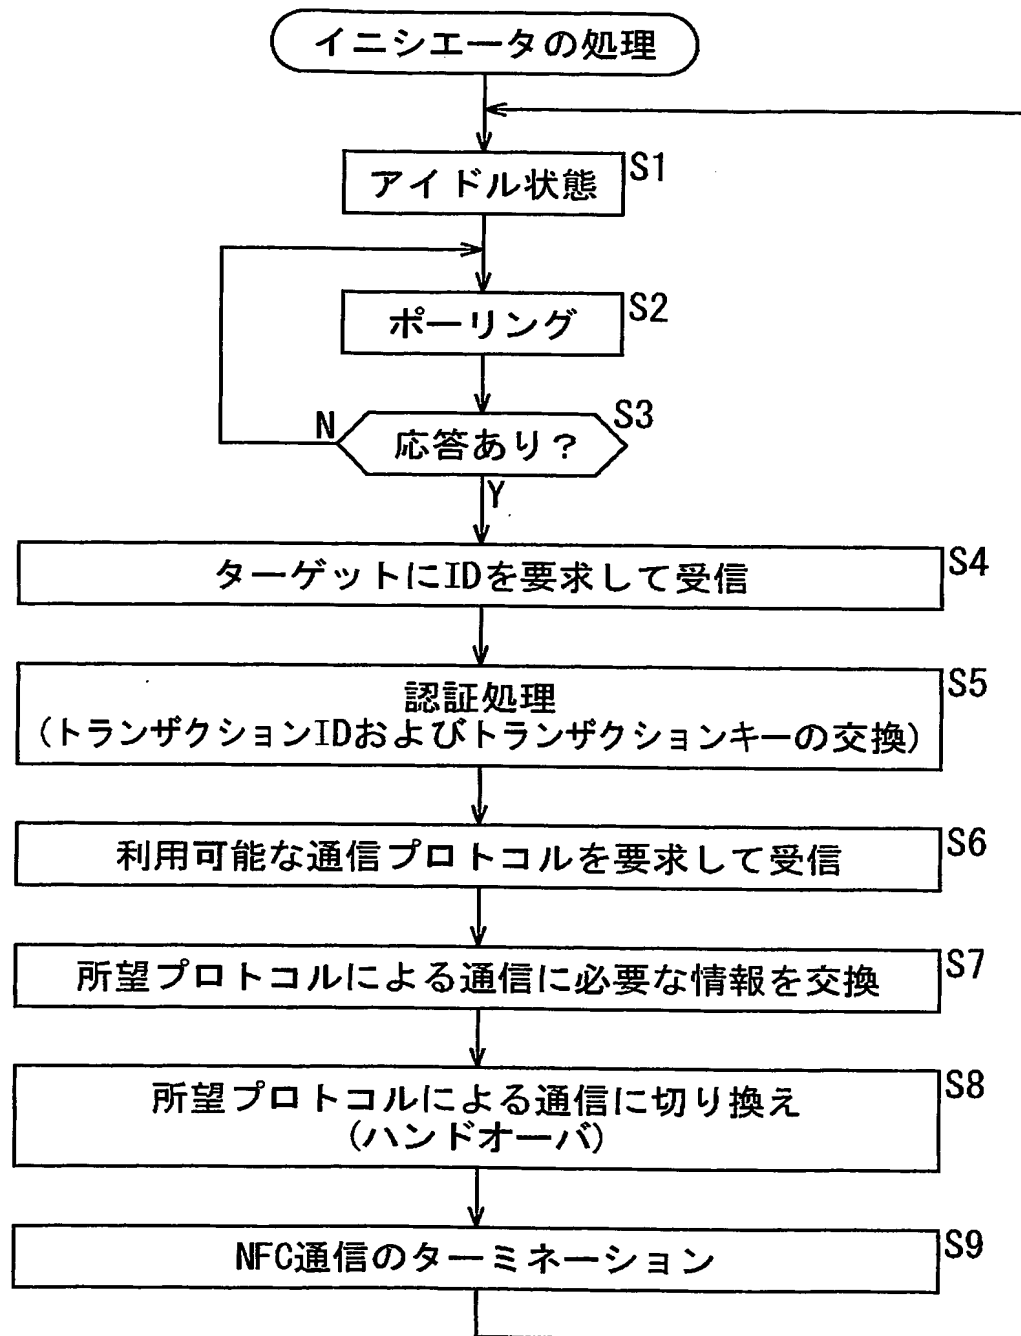 イニシエータの処理
アイドル状態
S1
ポーリング
S2
応答あり?
S3
N
Y
ターゲットにIDを要求して受信
S4
認証処理
(トランザクションIDおよびトランザクションキーの交換)
S5
利用可能な通信プロトコルを要求して受信
S6
所望プロトコルによる通信に必要な情報を交換
S7
所望プロトコルによる通信に切り換え
(ハンドオーバ)
S8
NFC通信のターミネーション
S9